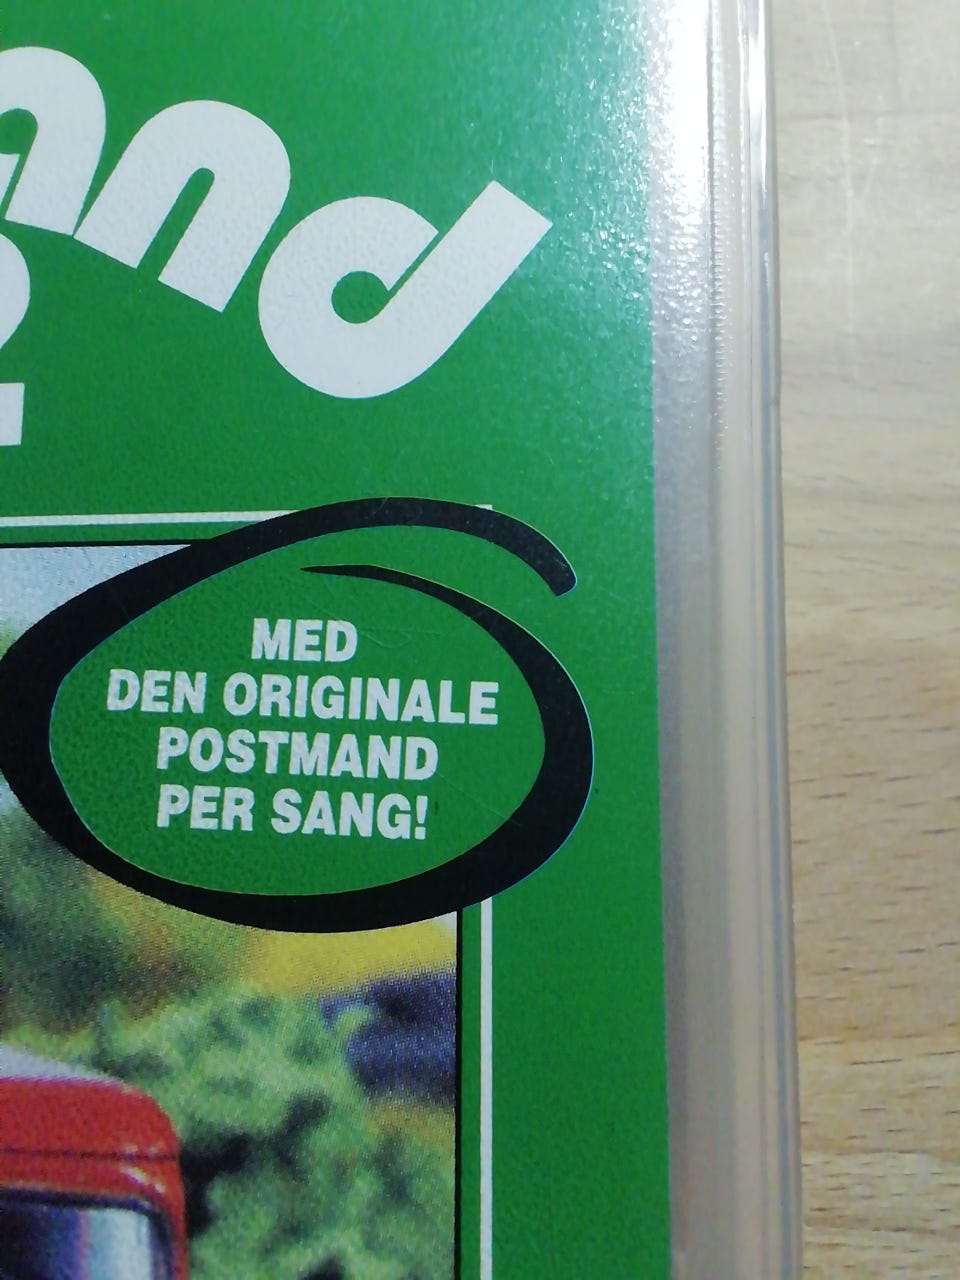 MED
DEN ORIGINALE
POSTMAND
PER SANG!